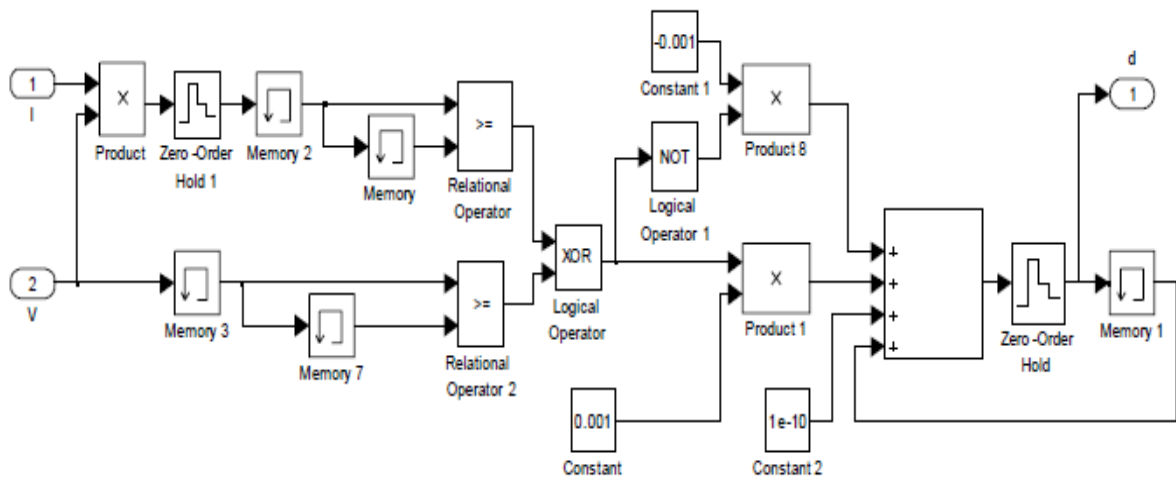 1
I
X
Product
Zero -Order
Hold 1
Memory 2
Memory
>=
Relational
Operator
2
V
Memory 3
Memory 7
>=
Relational
Operator 2
XOR
Logical
Operator
NOT
Logical
Operator 1
-0.001
Constant 1
X
Product 8
X
Product 1
0.001
Constant
1e-10
Constant 2
+
+
+
+
Zero -Order
Hold
Memory 1
d
1